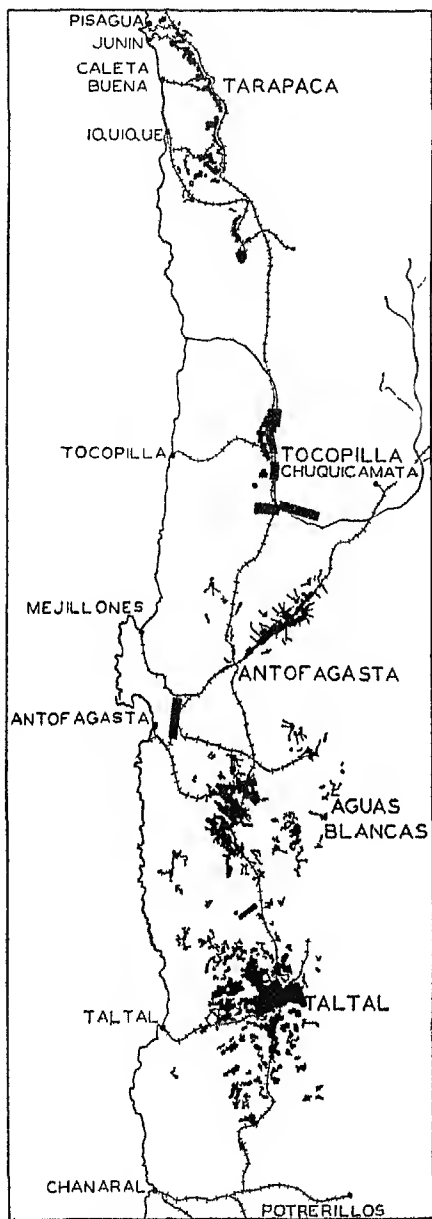 PISAGUA
JUNIN
CALETA
BUENA
TARAPACA
IQUIQUE
TOCOPILLA
TOCOPILLA
CHUQUICAMATA
MEJILLONES
ANTOFAGASTA
ANTOFAGASTA
AGUAS
BLANCAS
TALTAL
TALTAL
CHANARAL
POTRERILLOS